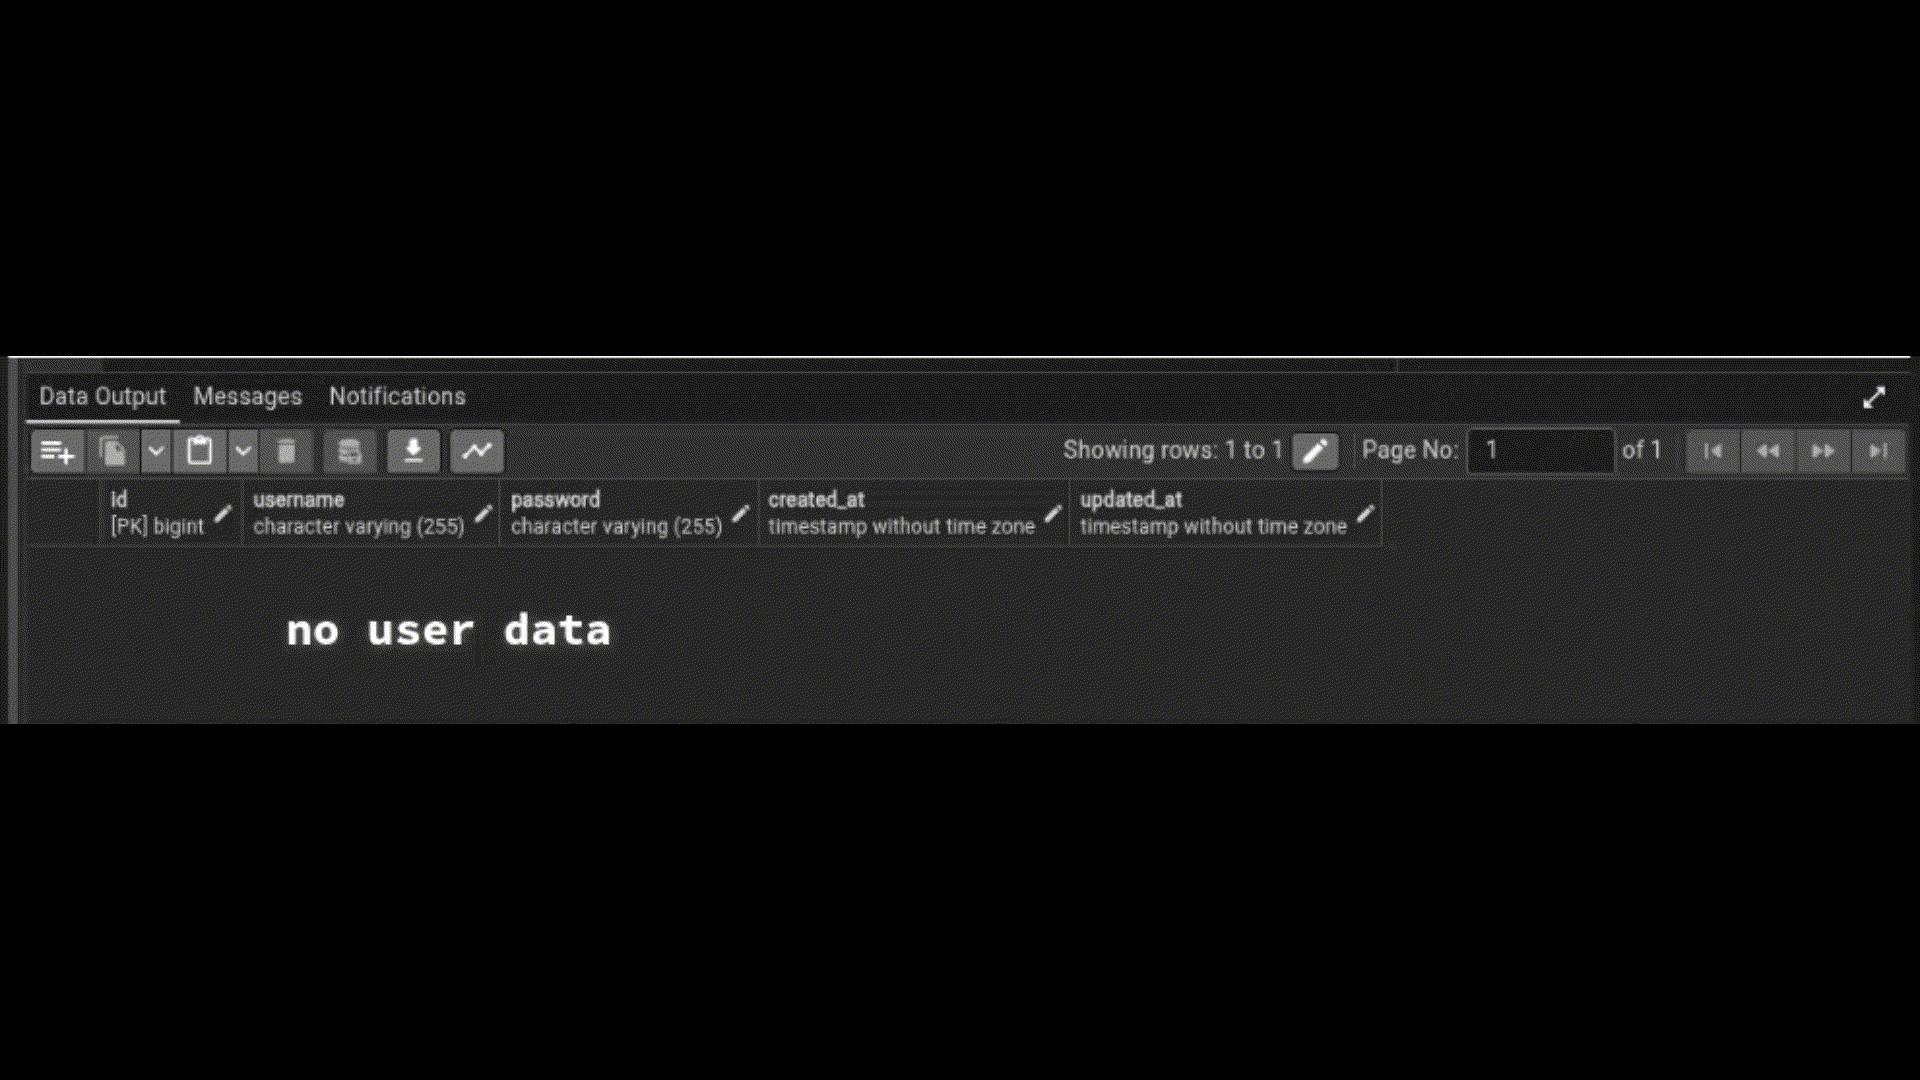 Data Output Messages Notifications
Showing rows: 1 to 1 Page No: 1 of 1
id username password created_at updated_at
[PK] bigint character varying (255) character varying (255) timestamp without time zone timestamp without time zone
no user data